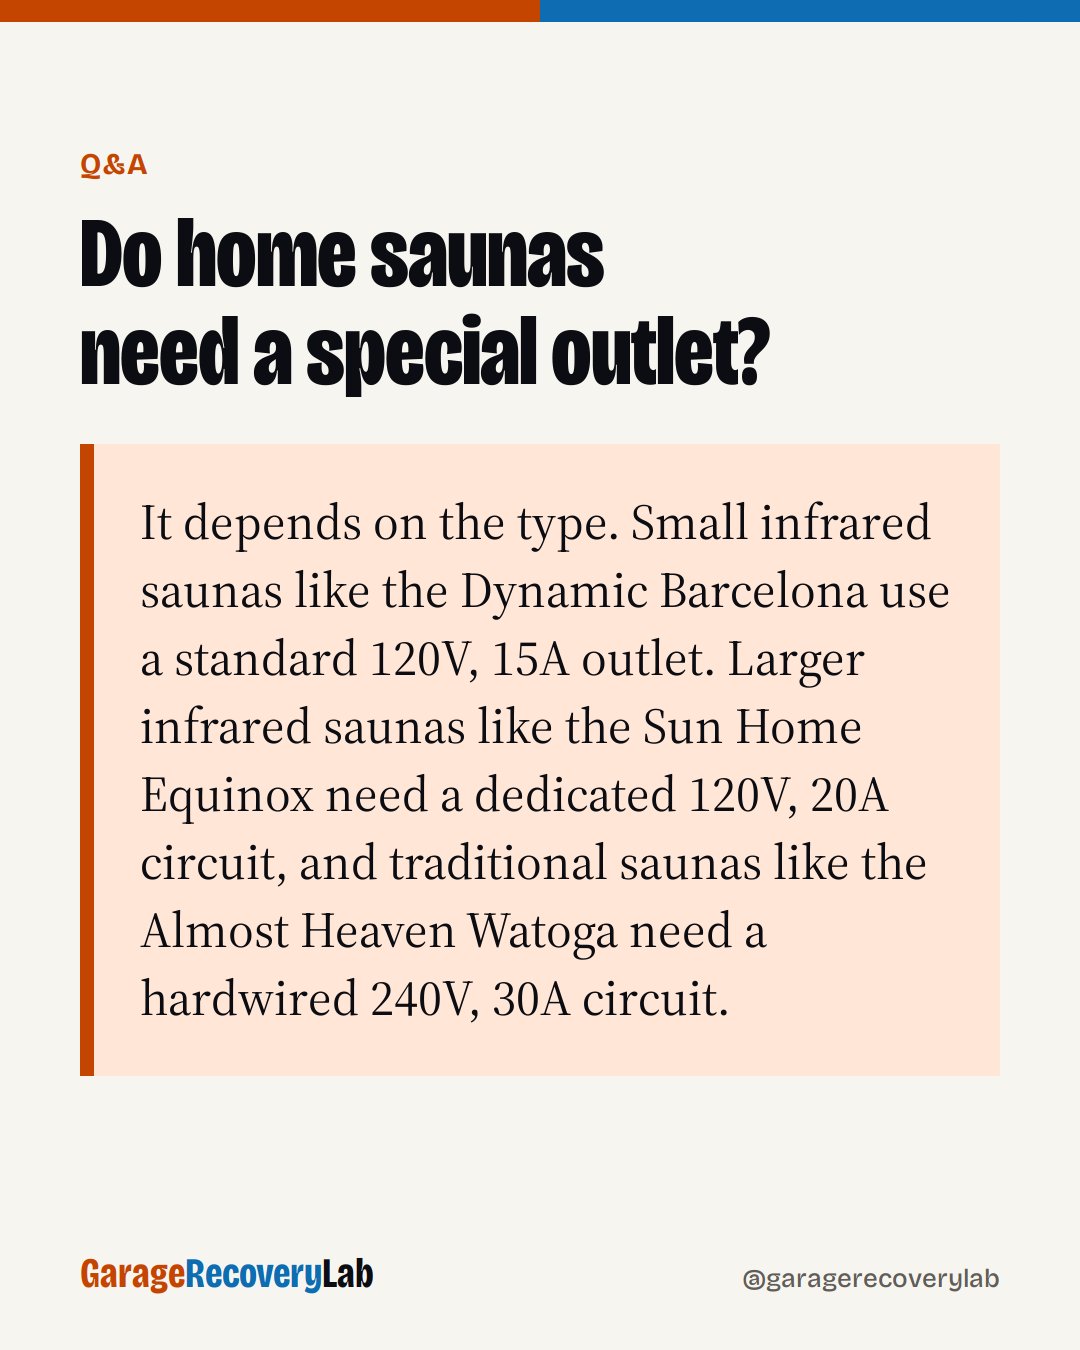 Q&A
Do home saunas
need a special outlet?
It depends on the type. Small infrared
saunas like the Dynamic Barcelona use
a standard 120V, 15A outlet. Larger
infrared saunas like the Sun Home
Equinox need a dedicated 120V, 20A
circuit, and traditional saunas like the
Almost Heaven Watoga need a
hardwired 240V, 30A circuit.
GarageRecoveryLab
@garagerecoverylab